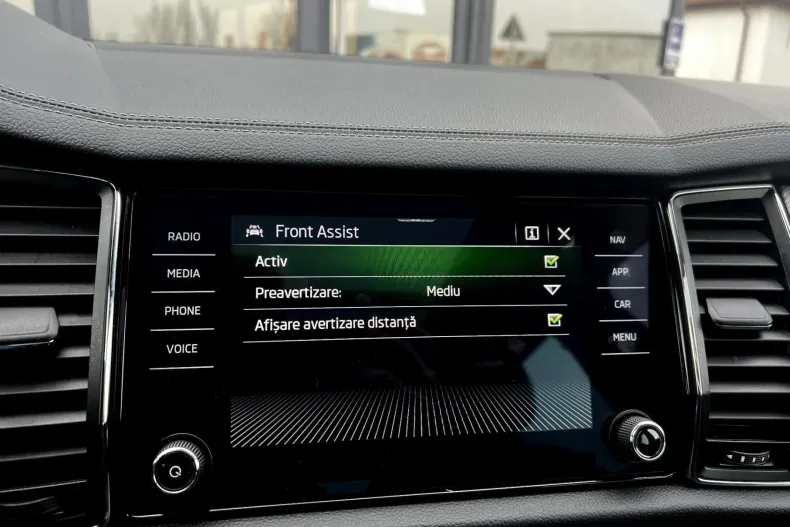 RADIO
MEDIA
PHONE
VOICE
Front Assist
Activ
Preavertizare: Mediu
Afișare avertizare distanță
NAV
APP
CAR
MENU